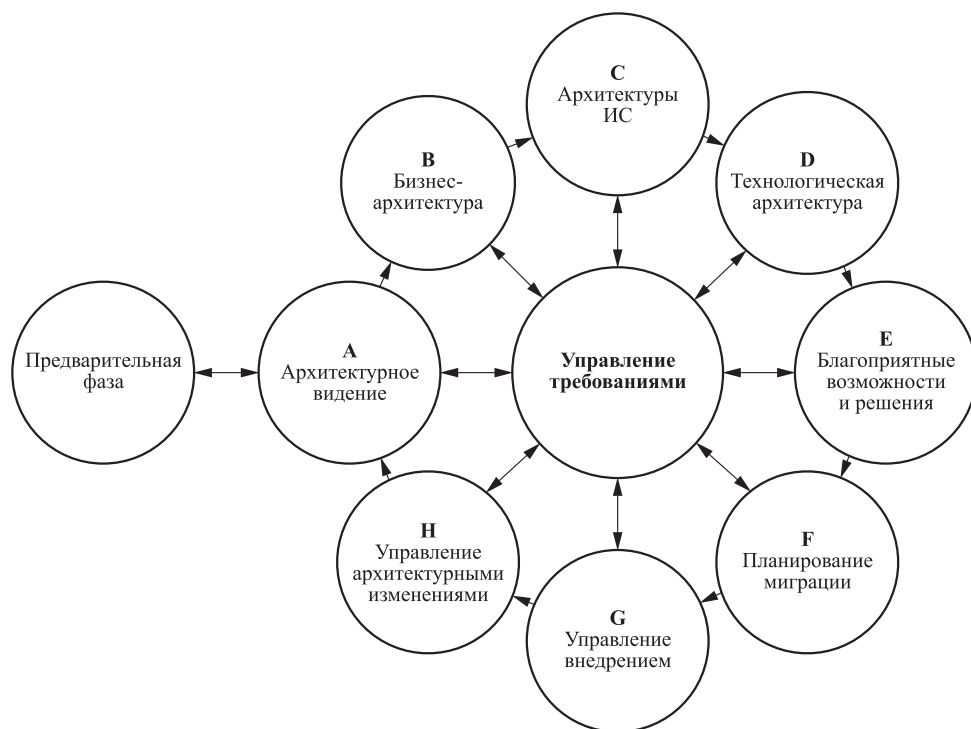 C
Архитектуры
ИС
B
Бизнес-
архитектура
D
Технологическая
архитектура
Предварительная
фаза
A
Архитектурное
видение
Управление
требованиями
E
Благоприятные
возможности
и решения
H
Управление
архитектурными
изменениями
F
Планирование
миграции
G
Управление
внедрением